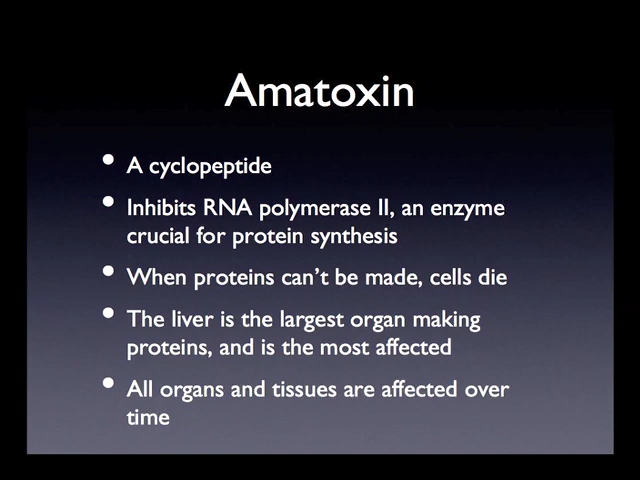 Amatoxin
• A cyclopeptide
• Inhibits RNA polymerase II, an enzyme
crucial for protein synthesis
• When proteins can't be made, cells die
• The liver is the largest organ making
proteins, and is the most affected
• All organs and tissues are affected over
time